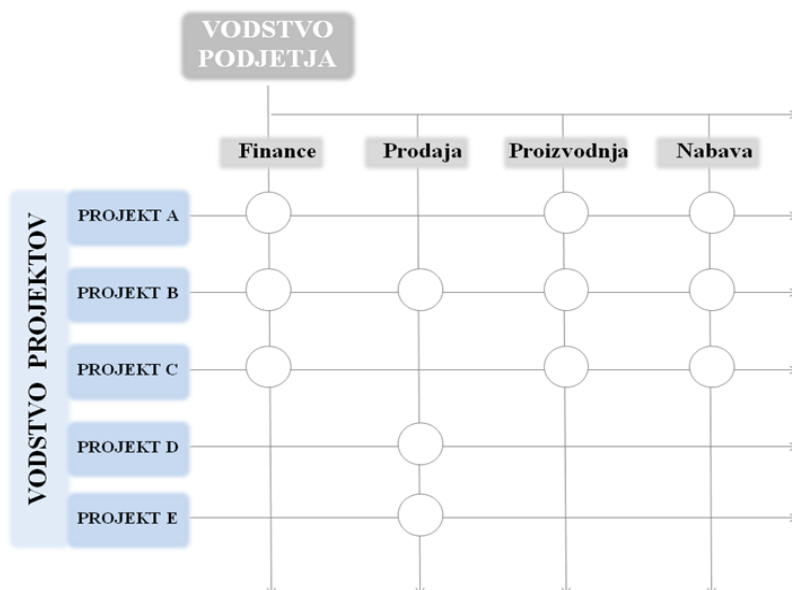 VODSTVO
PODJETJA
Finance Prodaja Proizvodnja Nabava
VODSTVO PROJEKTOV
PROJEKT A
PROJEKT B
PROJEKT C
PROJEKT D
PROJEKT E